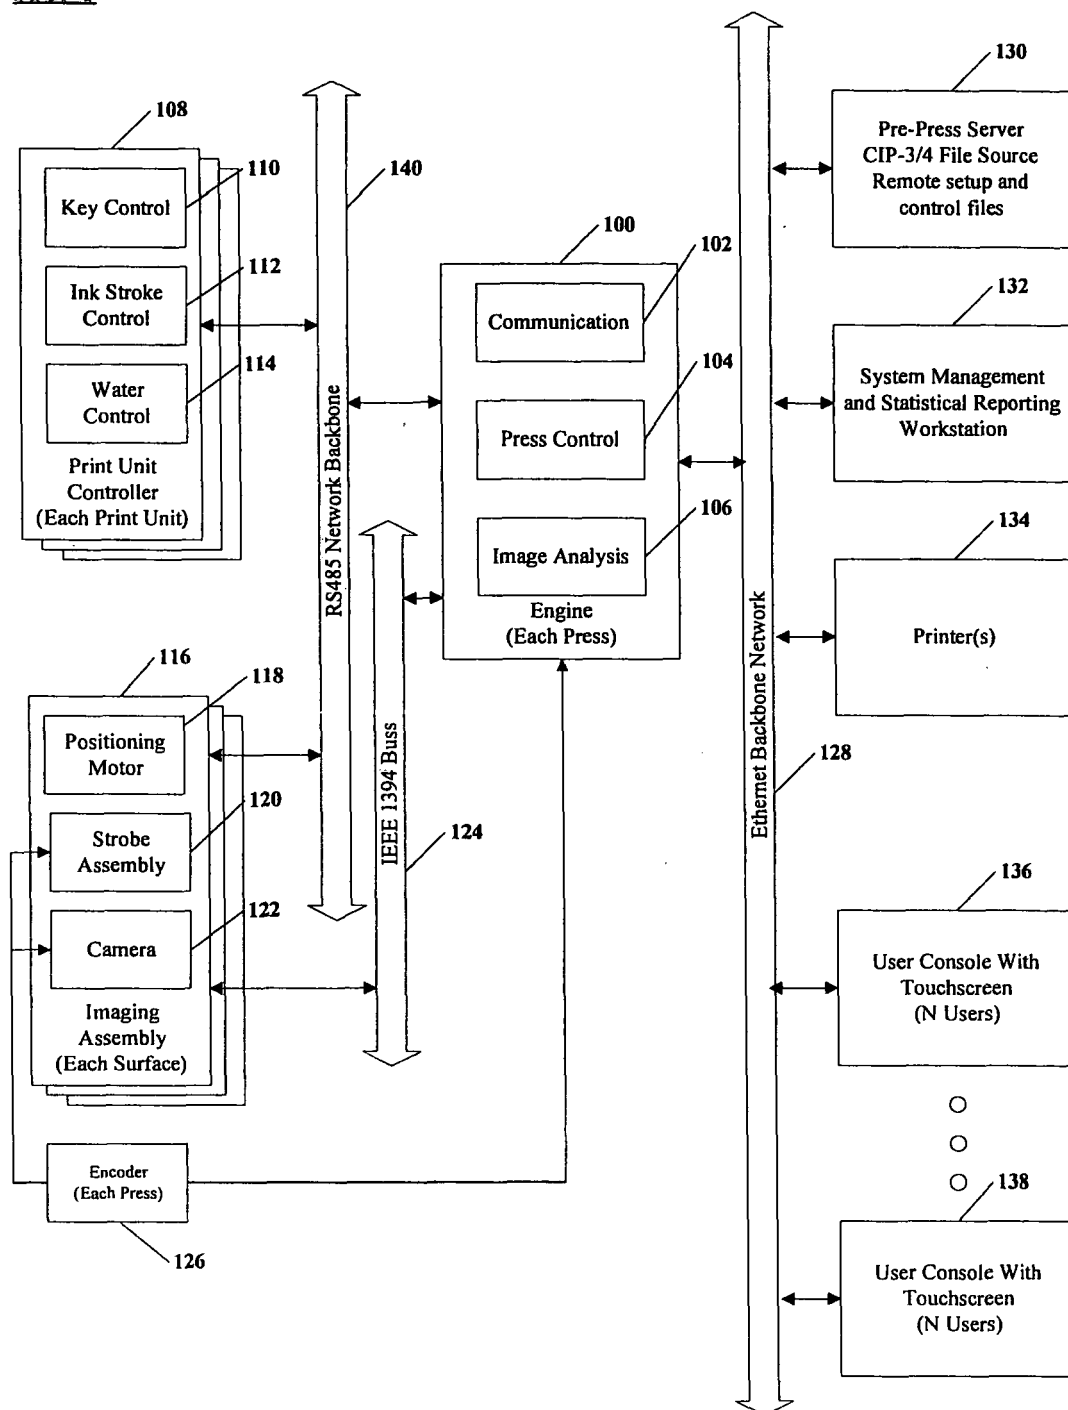 130
Pre-Press Server
CIP-3/4 File Source
Remote setup and
control files
108
110
Key Control
140
100
102
112
Ink Stroke
Control
Communication
132
114
Water
Control
104
System Management
and Statistical Reporting
Workstation
Press Control
Print Unit
Controller
(Each Print Unit)
RS485 Network Backbone
106
134
Image Analysis
Engine
(Each Press)
Printer(s)
116
118
Positioning
Motor
IEEE 1394 Buss
Ethernet Backbone Network
128
120
Strobe
Assembly
124
136
122
Camera
User Console With
Touchscreen
(N Users)
Imaging
Assembly
(Each Surface)
Encoder
(Each Press)
138
126
User Console With
Touchscreen
(N Users)